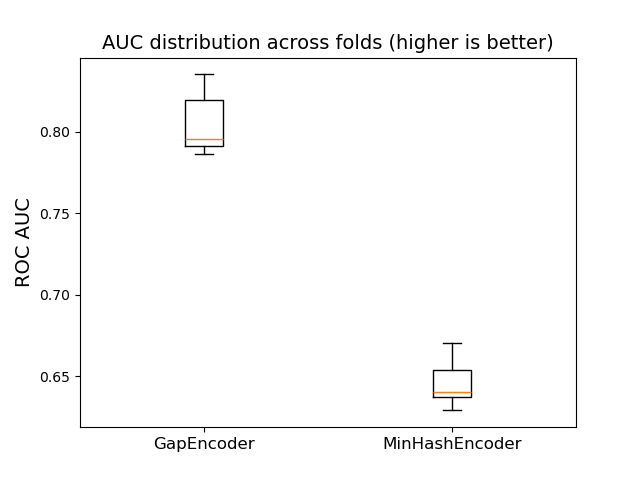 AUC distribution across folds (higher is better)
ROC AUC
0.80
0.75
0.70
0.65
GapEncoder
MinHashEncoder